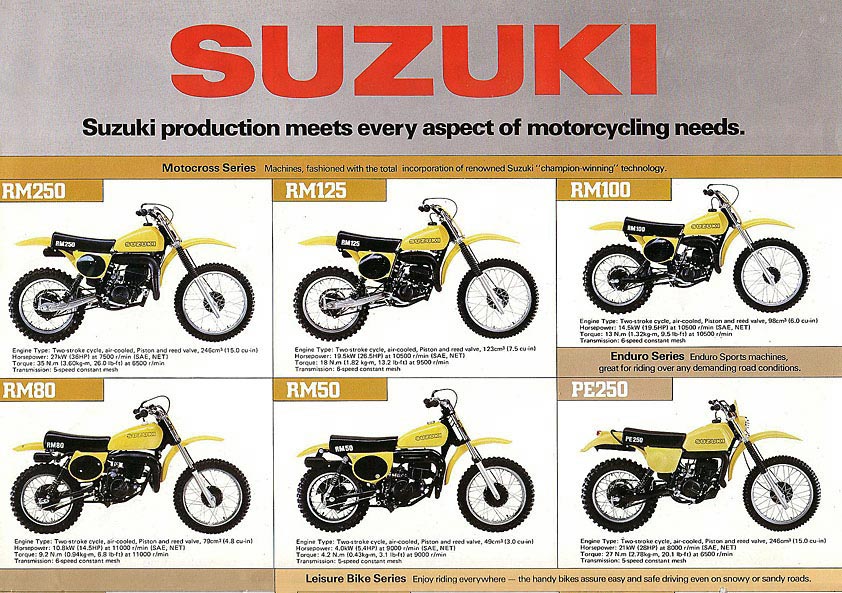 SUZUKI
Suzuki production meets every aspect of motorcycling needs.
Motocross Series Machines, fashioned with the total incorporation of renowned Suzuki "champion-winning" technology.
RM250
RM250
SUZUKI
Engine Type: Two-stroke cycle, air-cooled, Piston and reed valve, 246cm³ (15.0 cu-in)
Horsepower: 27kW (36HP) at 7500 r/min (SAE, NET)
Torque: 35 N.m (3.60kg-m, 26.0 lb-ft) at 6500 r/min
Transmission: 5-speed constant mesh
RM125
RM125
SUZUKI
Engine Type: Two-stroke cycle, air-cooled, Piston and reed valve, 123cm³ (7.5 cu-in)
Horsepower: 19.5kW (26.5HP) at 10500 r/min (SAE, NET)
Torque: 18 N.m (1.82 kg-m, 13.2 lb-ft) at 9500 r/min
Transmission: 6-speed constant mesh
RM100
RM100
SUZUKI
Engine Type: Two-stroke cycle, air-cooled, Piston and reed valve, 98cm³ (6.0 cu-in)
Horsepower: 14.5kW (19.5HP) at 10500 r/min (SAE, NET)
Torque: 13 N.m (1.32kg-m, 9.5 lb-ft) at 10500 r/min
Transmission: 6-speed constant mesh
Enduro Series Enduro Sports machines,
great for riding over any demanding road conditions.
RM80
RM80
SUZUKI
Engine Type: Two-stroke cycle, air-cooled, Piston and reed valve, 79cm³ (4.8 cu-in)
Horsepower: 10.8kW (14.5HP) at 11000 r/min (SAE, NET)
Torque: 9.2 N.m (0.94kg-m, 6.8 lb-ft) at 11000 r/min
Transmission: 6-speed constant mesh
RM50
RM50
SUZUKI
Engine Type: Two-stroke cycle, air-cooled, Piston and reed valve, 49cm³ (3.0 cu-in)
Horsepower: 4.0kW (5.4HP) at 9000 r/min (SAE, NET)
Torque: 4.2 N.m (0.43kg-m, 3.1 lb-ft) at 9000 r/min
Transmission: 5-speed constant mesh
PE250
PE250
SUZUKI
Engine Type: Two-stroke cycle, air-cooled, Piston and reed valve, 246cm³ (15.0 cu-in)
Horsepower: 21kW (28HP) at 8000 r/min (SAE, NET)
Torque: 27 N.m (2.78kg-m, 20.1 lb-ft) at 6500 r/min
Transmission: 5-speed constant mesh
Leisure Bike Series Enjoy riding everywhere — the handy bikes assure easy and safe driving even on snowy or sandy roads.